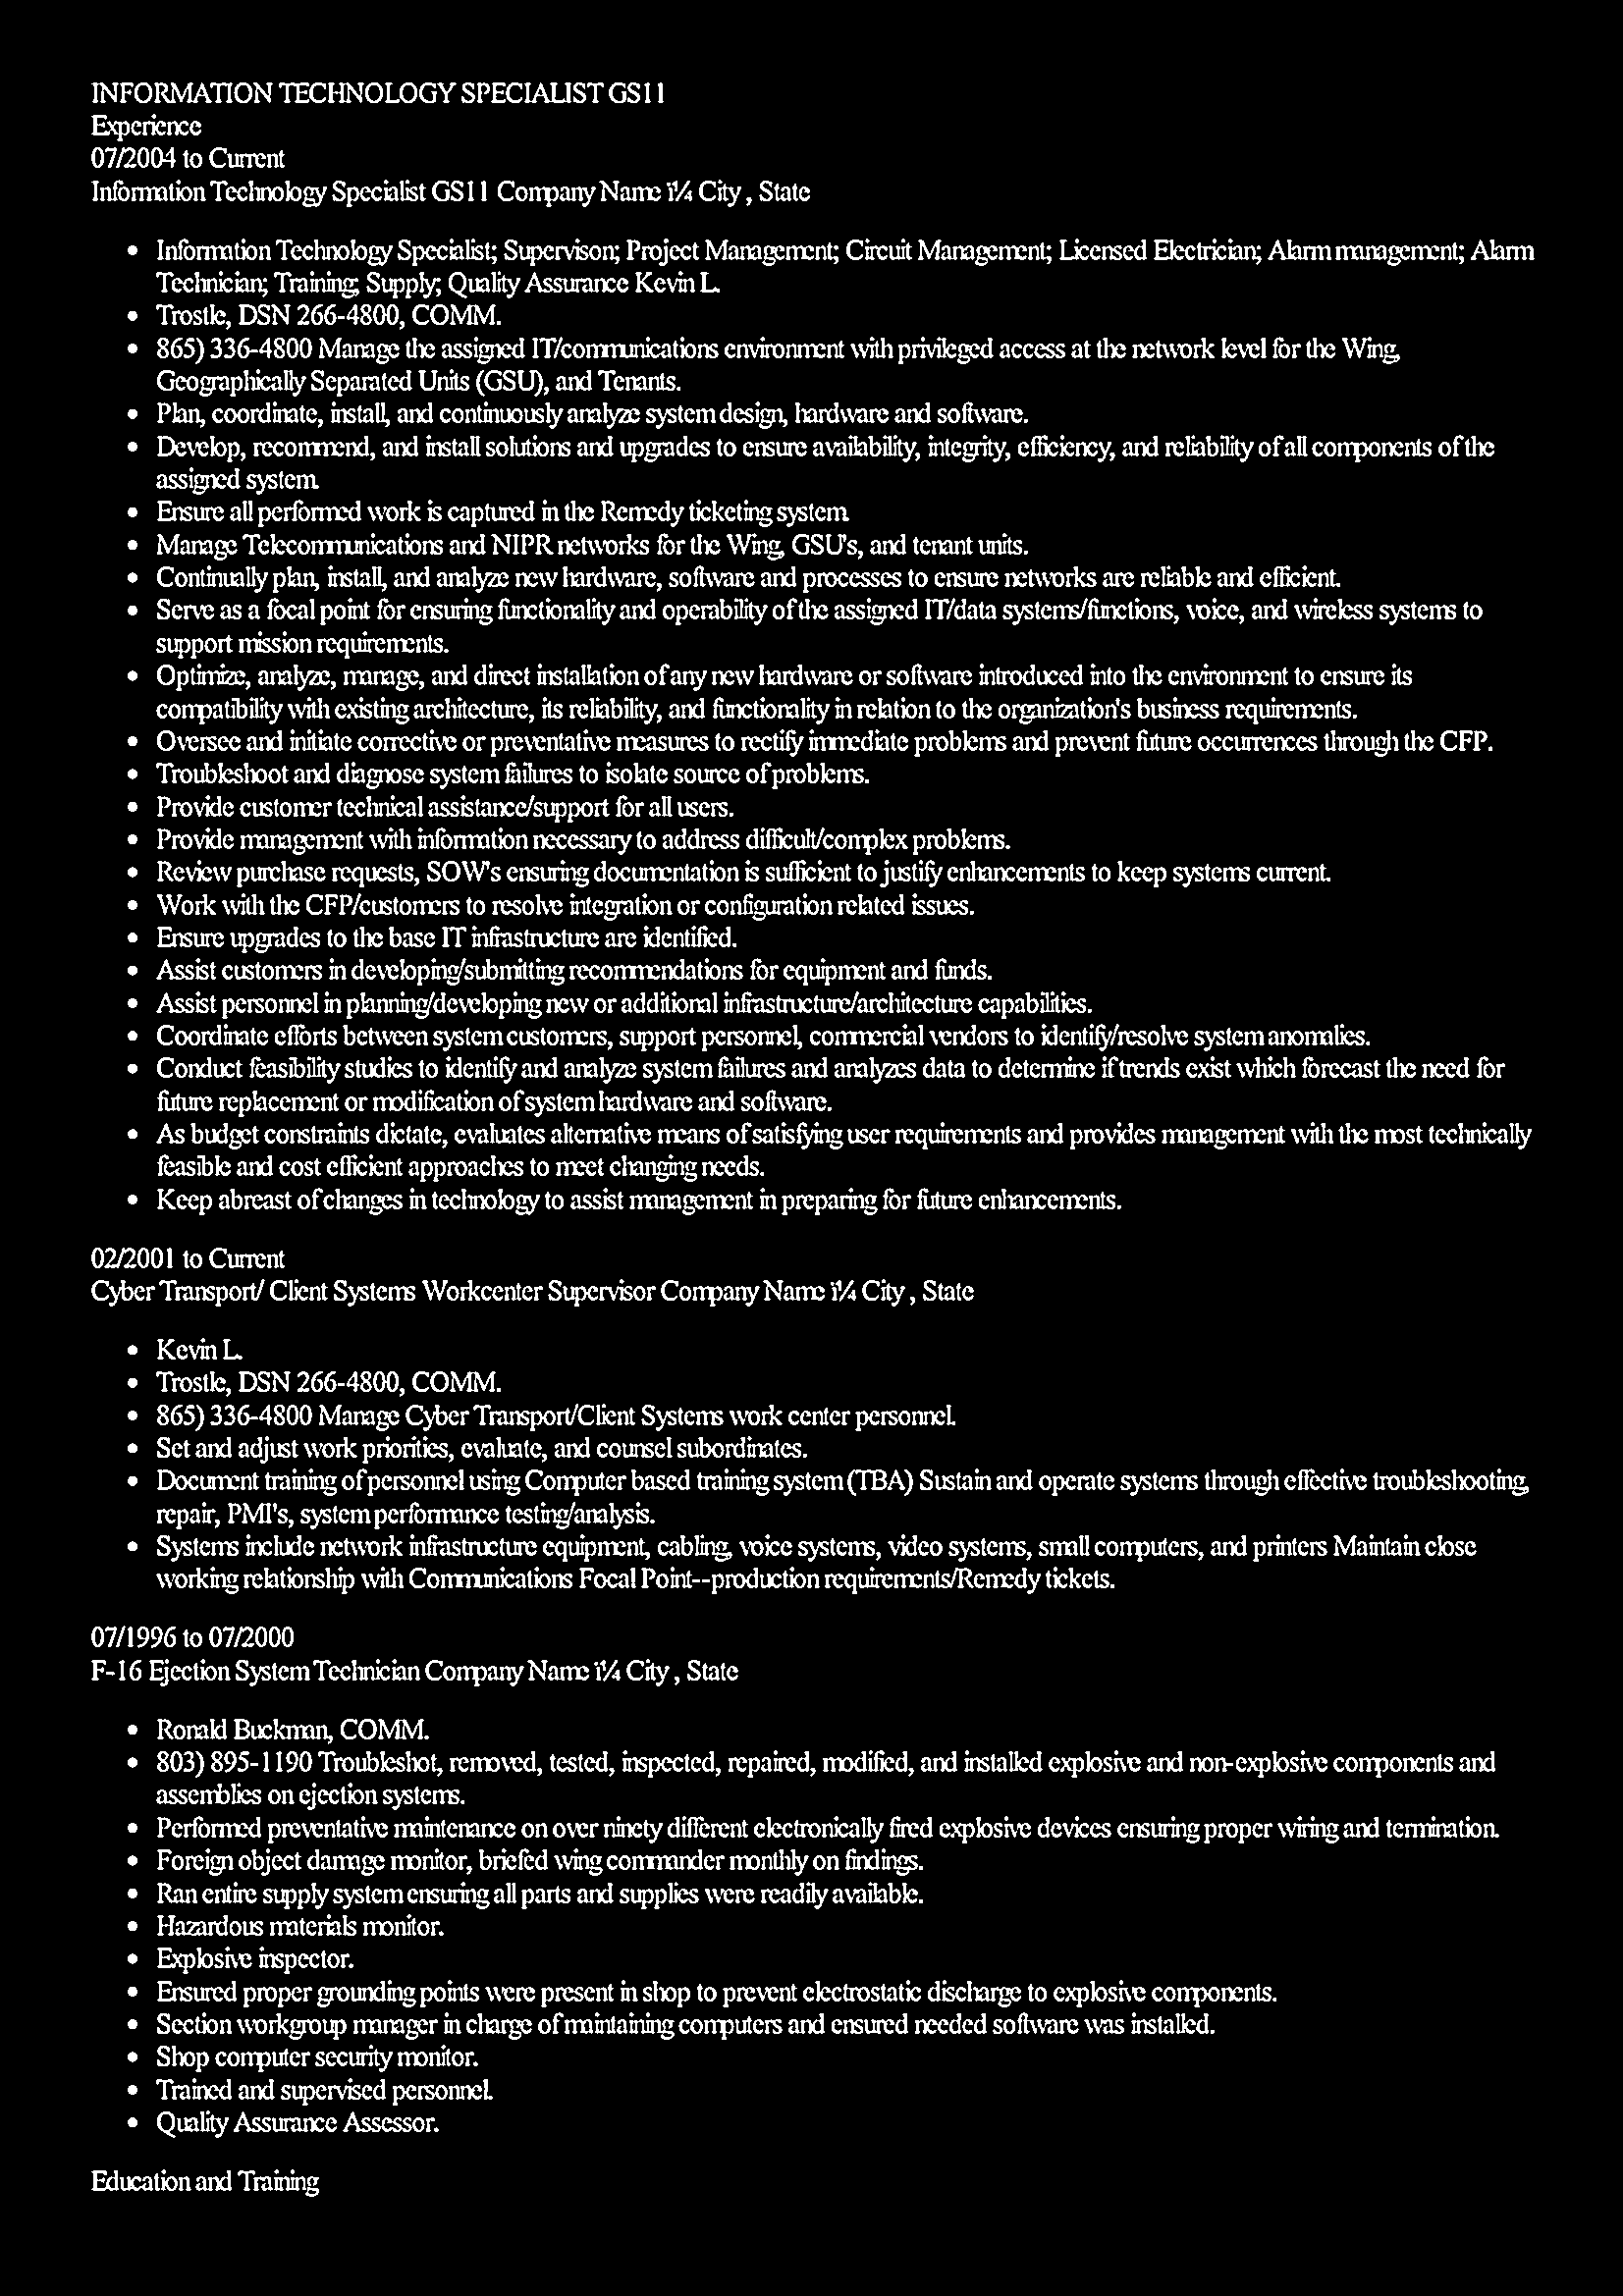 INFORMATION TECHNOLOGY SPECIALIST GS11
Experience
07/2004 to Current
Information Technology Specialist GS11 Company Name ï¼ City , State
• Information Technology Specialist; Supervison; Project Management; Circuit Management; Licensed Electrician; Alarm management; Alarm
Technician; Training; Supply; Quality Assurance Kevin L.
• Trostle, DSN 266-4800, COMM.
• 865) 336-4800 Manage the assigned IT/communications environment with privileged access at the network level for the Wing,
Geographically Separated Units (GSU), and Tenants.
• Plan, coordinate, install, and continuously analyze system design, hardware and software.
• Develop, recommend, and install solutions and upgrades to ensure availability, integrity, efficiency, and reliability of all components of the
assigned system.
• Ensure all performed work is captured in the Remedy ticketing system.
• Manage Telecommunications and NIPR networks for the Wing, GSU's, and tenant units.
• Continually plan, install, and analyze new hardware, software and processes to ensure networks are reliable and efficient.
• Serve as a focal point for ensuring functionality and operability of the assigned IT/data systems/functions, voice, and wireless systems to
support mission requirements.
• Optimize, analyze, manage, and direct installation of any new hardware or software introduced into the environment to ensure its
compatibility with existing architecture, its reliability, and functionality in relation to the organization's business requirements.
• Oversee and initiate corrective or preventative measures to rectify immediate problems and prevent future occurrences through the CFP.
• Troubleshoot and diagnose system failures to isolate source of problems.
• Provide customer technical assistance/support for all users.
• Provide management with information necessary to address difficult/complex problems.
• Review purchase requests, SOW's ensuring documentation is sufficient to justify enhancements to keep systems current.
• Work with the CFP/customers to resolve integration or configuration related issues.
• Ensure upgrades to the base IT infrastructure are identified.
• Assist customers in developing/submitting recommendations for equipment and funds.
• Assist personnel in planning/developing new or additional infrastructure/architecture capabilities.
• Coordinate efforts between system customers, support personnel, commercial vendors to identify/resolve system anomalies.
• Conduct feasibility studies to identify and analyze system failures and analyzes data to determine if trends exist which forecast the need for
future replacement or modification of system hardware and software.
• As budget constraints dictate, evaluates alternative means of satisfying user requirements and provides management with the most technically
feasible and cost efficient approaches to meet changing needs.
• Keep abreast of changes in technology to assist management in preparing for future enhancements.
02/2001 to Current
Cyber Transport/ Client Systems Workcenter Supervisor Company Name ï¼ City , State
• Kevin L.
• Trostle, DSN 266-4800, COMM.
• 865) 336-4800 Manage Cyber Transport/Client Systems work center personnel.
• Set and adjust work priorities, evaluate, and counsel subordinates.
• Document training of personnel using Computer based training system (TBA) Sustain and operate systems through effective troubleshooting,
repair, PMI's, system performance testing/analysis.
• Systems include network infrastructure equipment, cabling, voice systems, video systems, small computers, and printers Maintain close
working relationship with Communications Focal Point--production requirements/Remedy tickets.
07/1996 to 07/2000
F-16 Ejection System Technician Company Name ï¼ City , State
• Ronald Buckman, COMM.
• 803) 895-1190 Troubleshot, removed, tested, inspected, repaired, modified, and installed explosive and non-explosive components and
assemblies on ejection systems.
• Performed preventative maintenance on over ninety different electronically fired explosive devices ensuring proper wiring and termination.
• Foreign object damage monitor, briefed wing commander monthly on findings.
• Ran entire supply system ensuring all parts and supplies were readily available.
• Hazardous materials monitor.
• Explosive inspector.
• Ensured proper grounding points were present in shop to prevent electrostatic discharge to explosive components.
• Section workgroup manager in charge of maintaining computers and ensured needed software was installed.
• Shop computer security monitor.
• Trained and supervised personnel.
• Quality Assurance Assessor.
Education and Training